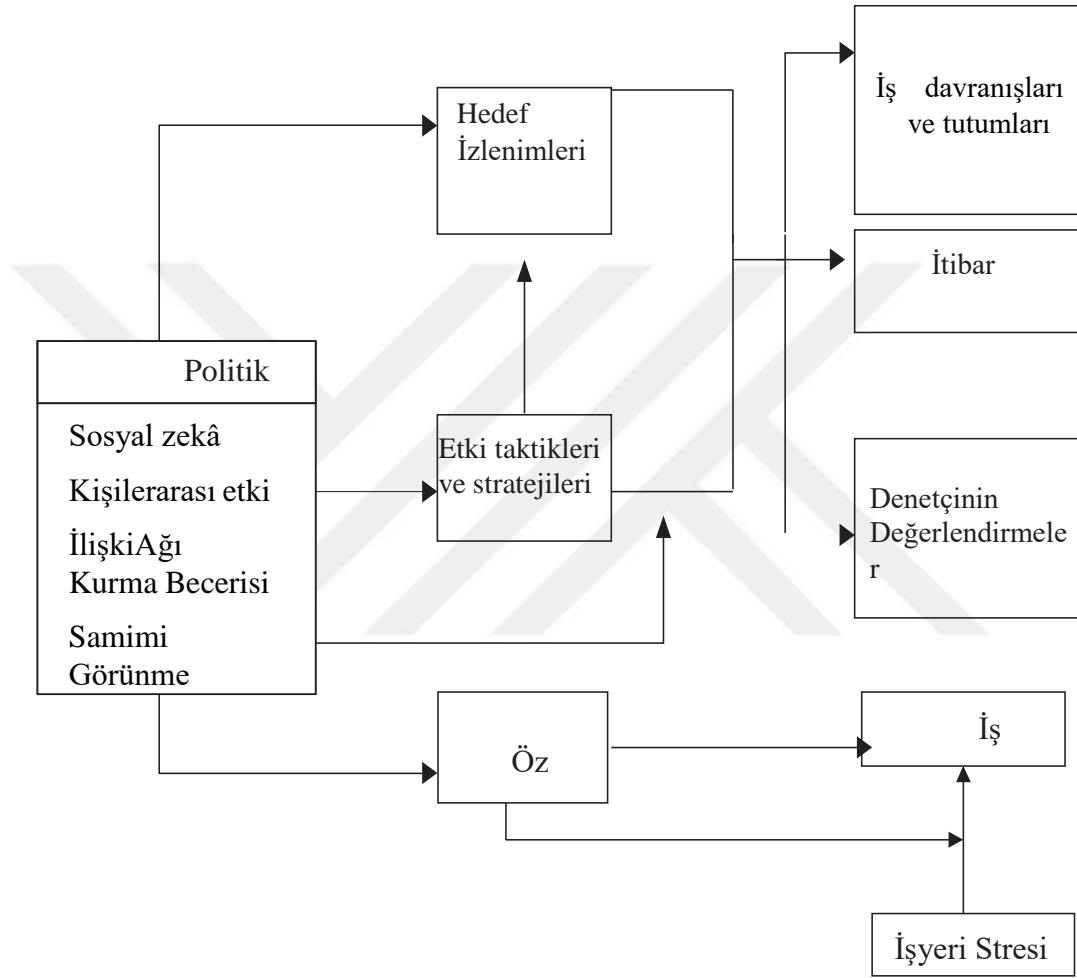 Hedef
İzlenimleri
İş davranışları
ve tutumları
İtibar
Politik
Sosyal zekâ
Kişilerarası etki
İlişkiAğı
Kurma Becerisi
Samimi
Görünme
Etki taktikleri
ve stratejileri
Denetçinin
Değerlendirmele
r
Öz
İş
İşyeri Stresi